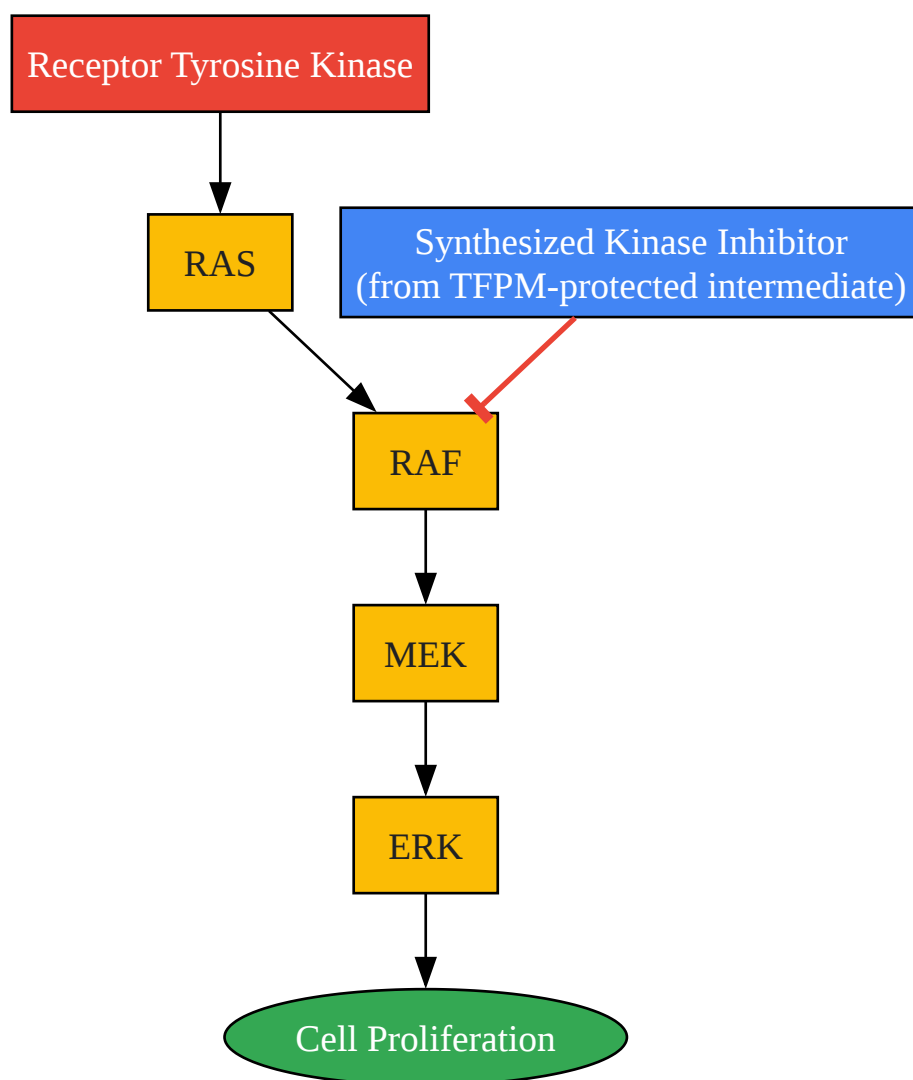 Receptor Tyrosine Kinase
RAS
Synthesized Kinase Inhibitor
(from TFPM-protected intermediate)
RAF
MEK
ERK
Cell Proliferation